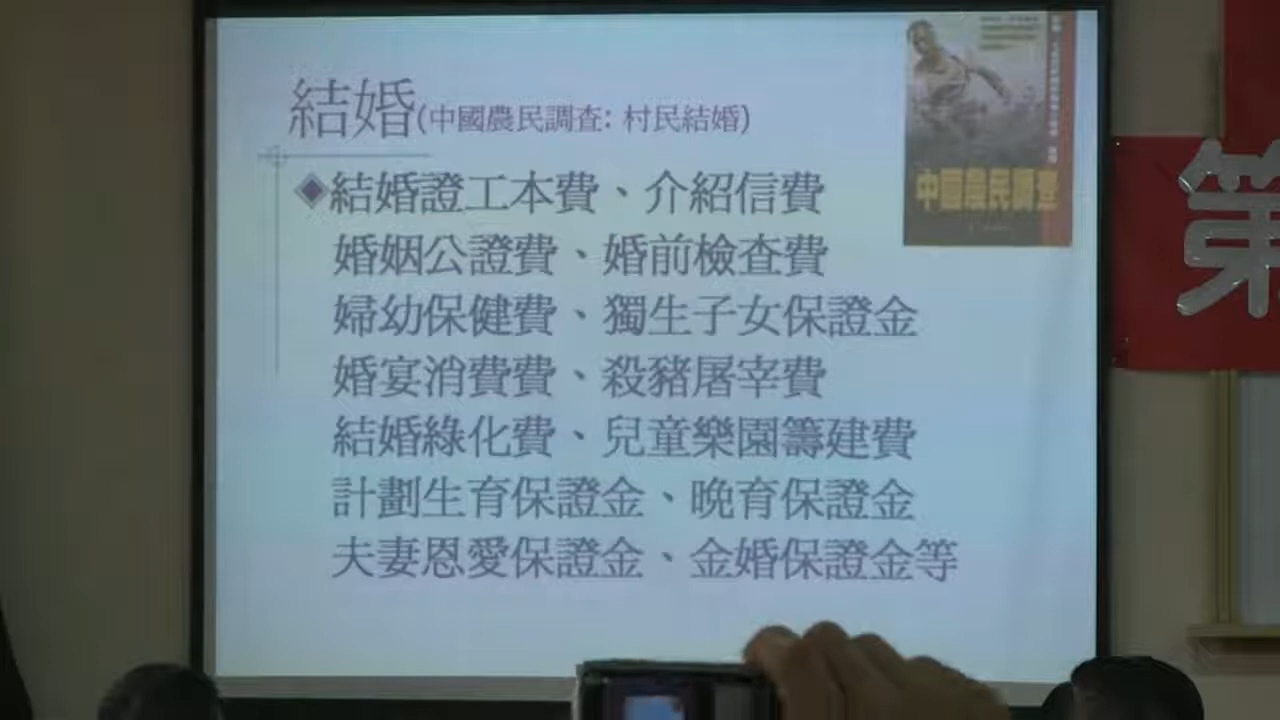 結婚(中國農民調查: 村民結婚)
結婚證工本費、介紹信費
婚姻公證費、婚前檢查費
婦幼保健費、獨生子女保證金
婚宴消費費、殺豬屠宰費
結婚綠化費、兒童樂園籌建費
計劃生育保證金、晚育保證金
夫妻恩愛保證金、金婚保證金等
中國農民調查
第